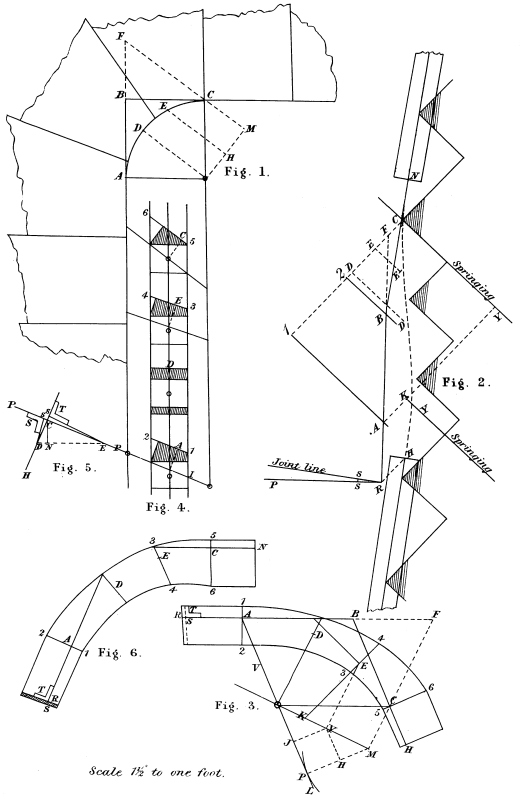 F
B
C
E
D
M
H
A
Fig. 1.
6
C
5
4
E
3
D
2
A
1
P
I
Fig. 4.
P
S
T
D
N
E
H
Fig. 5.
N
C
F
E
2
D
E
Springing
1
B
D
L
Fig. 2.
A
K
Springing
Joint line
P
S
S
R
H
5
3
N
E
C
D
4
6
2
A
1
Fig. 6.
T
R
S
1
R
T
S
A
B
F
D
4
2
E
V
3
6
C
5
Fig. 3.
K
H
J
M
H
P
L
Scale 1½" to one foot.